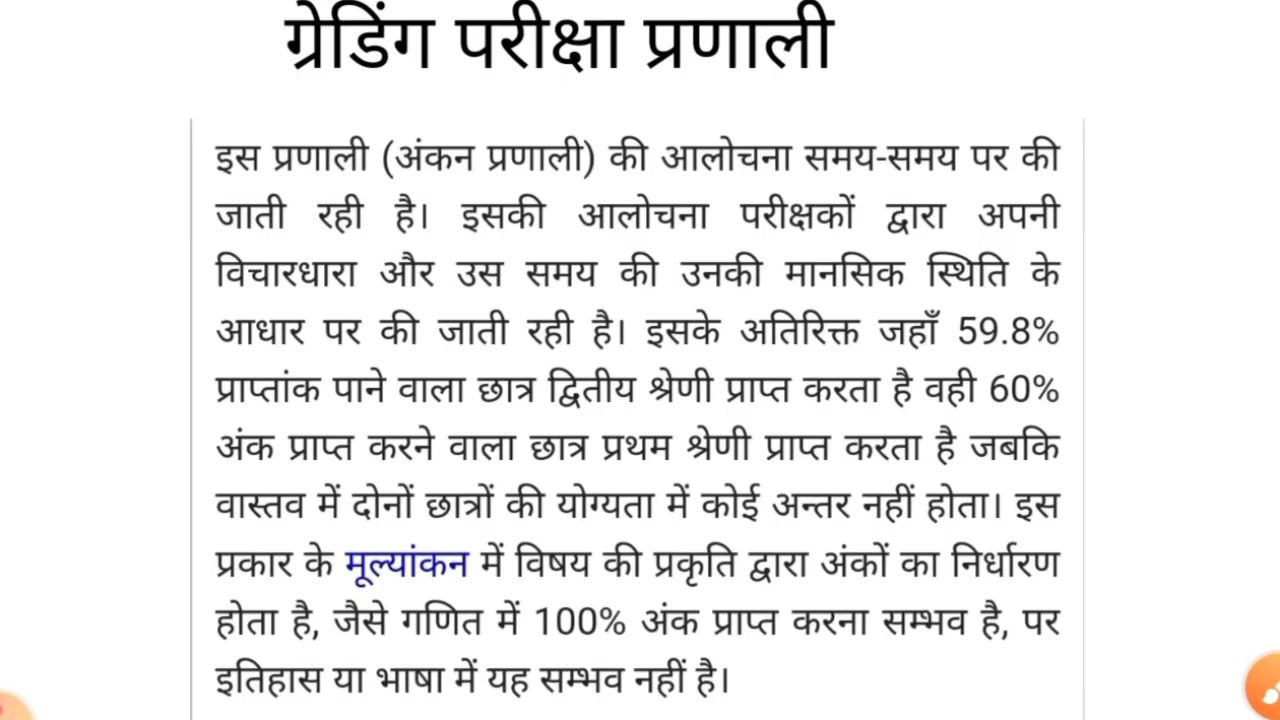 ग्रेडिंग परीक्षा प्रणाली
इस प्रणाली (अंकन प्रणाली) की आलोचना समय-समय पर की
जाती रही है। इसकी आलोचना परीक्षकों द्वारा अपनी
विचारधारा और उस समय की उनकी मानसिक स्थिति के
आधार पर की जाती रही है। इसके अतिरिक्त जहाँ 59.8%
प्राप्तांक पाने वाला छात्र द्वितीय श्रेणी प्राप्त करता है वही 60%
अंक प्राप्त करने वाला छात्र प्रथम श्रेणी प्राप्त करता है जबकि
वास्तव में दोनों छात्रों की योग्यता में कोई अन्तर नहीं होता। इस
प्रकार के मूल्यांकन में विषय की प्रकृति द्वारा अंकों का निर्धारण
होता है, जैसे गणित में 100% अंक प्राप्त करना सम्भव है, पर
इतिहास या भाषा में यह सम्भव नहीं है।